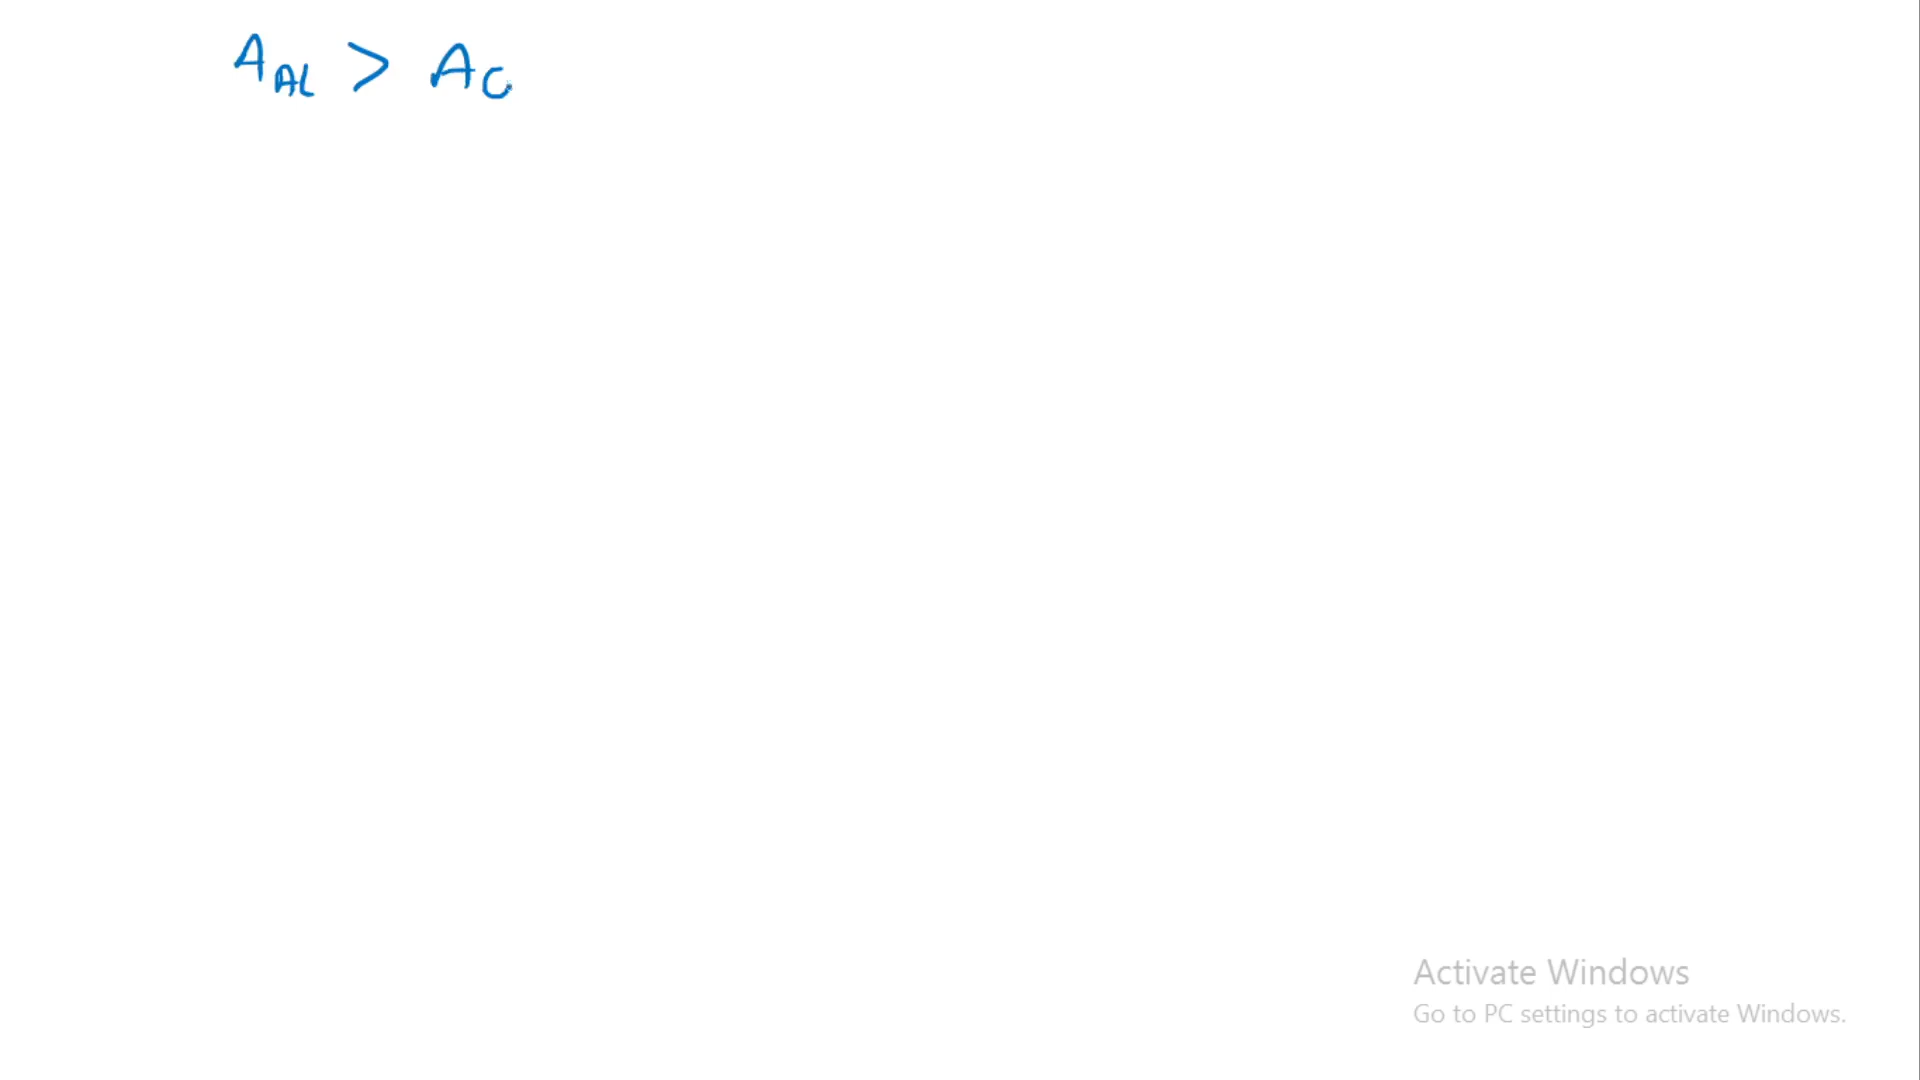 A_AL > A_C
Activate Windows
Go to PC settings to activate Windows.